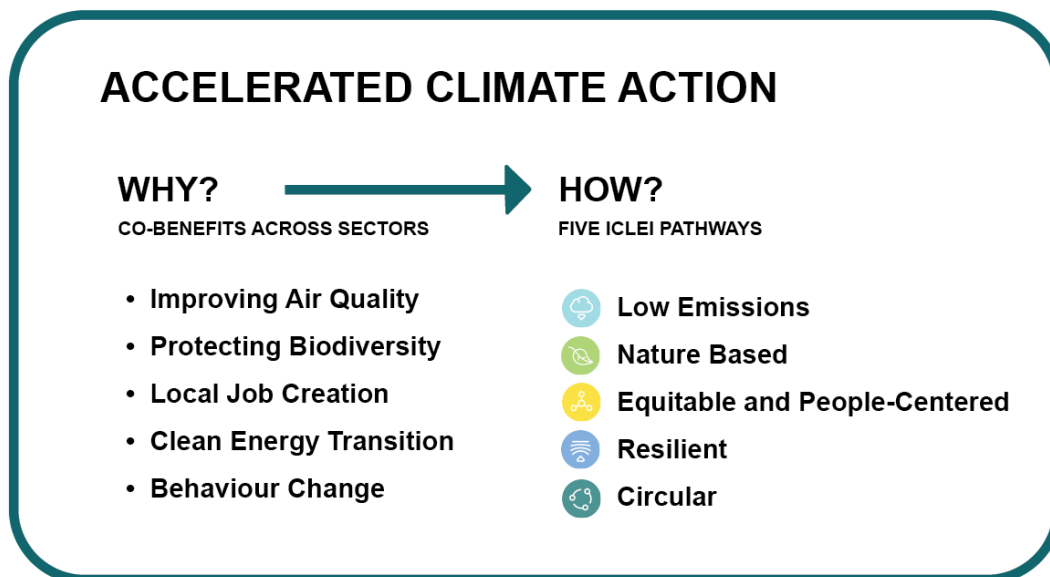 ACCELERATED CLIMATE ACTION
WHY?
CO-BENEFITS ACROSS SECTORS
• Improving Air Quality
• Protecting Biodiversity
• Local Job Creation
• Clean Energy Transition
• Behaviour Change
HOW?
FIVE ICLEI PATHWAYS
Low Emissions
Nature Based
Equitable and People-Centered
Resilient
Circular